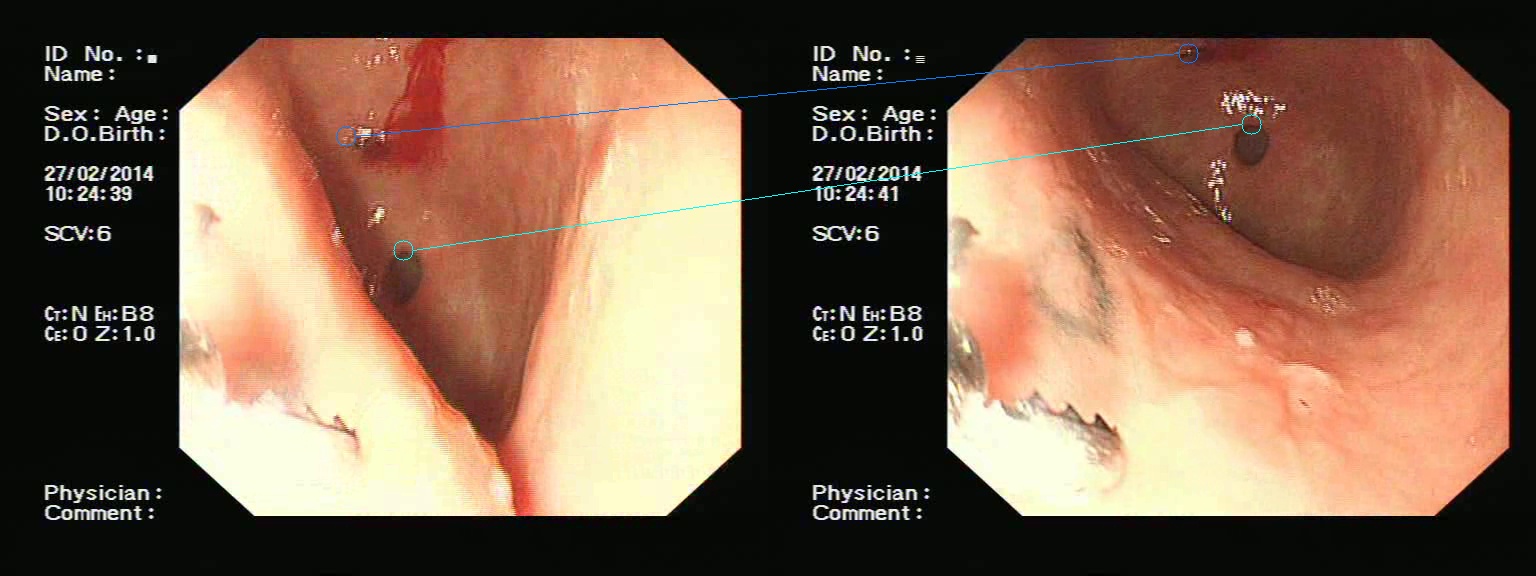 ID No. :
Name:
Sex: Age:
D.O.Birth:
27/02/2014
10:24:39
SCV:6
CT:N EH:B8
CE:0 Z:1.0
Physician:
Comment:
ID No. :
Name:
Sex: Age:
D.O.Birth:
27/02/2014
10:24:41
SCV:6
CT:N EH:B8
CE:0 Z:1.0
Physician:
Comment: